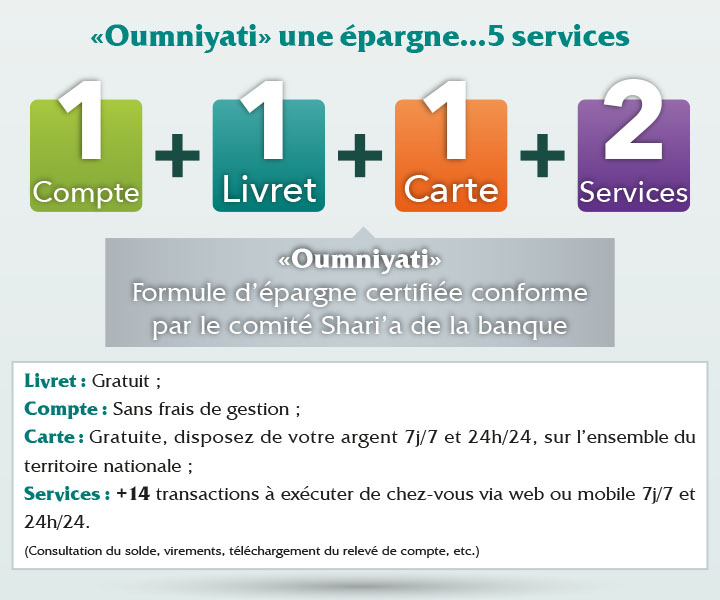 «Oumniyati» une épargne...5 services
1 Compte + 1 Livret + 1 Carte + 2 Services
«Oumniyati»
Formule d’épargne certifiée conforme
par le comité Shari’a de la banque
Livret : Gratuit ;
Compte : Sans frais de gestion ;
Carte : Gratuite, disposez de votre argent 7j/7 et 24h/24, sur l’ensemble du
territoire nationale ;
Services : +14 transactions à exécuter de chez-vous via web ou mobile 7j/7 et
24h/24.
(Consultation du solde, virements, téléchargement du relevé de compte, etc.)